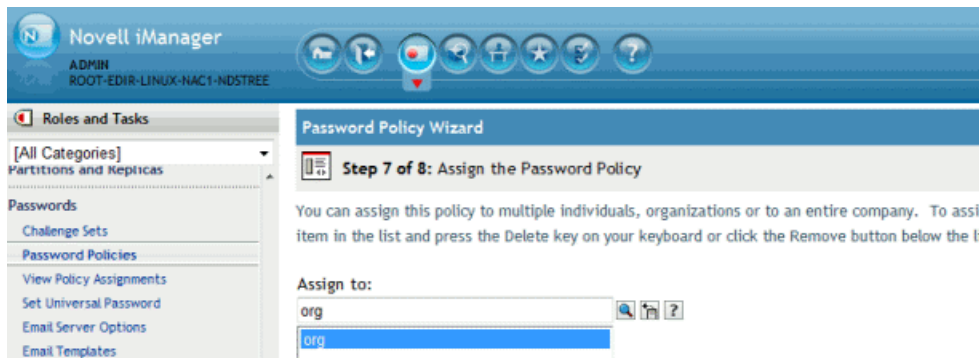 Novell iManager
ADMIN
ROOT-EDIR-LINUX-NAC1-NDSTREE
Roles and Tasks
[All Categories]
Partitions and Replicas
Passwords
Challenge Sets
Password Policies
View Policy Assignments
Set Universal Password
Email Server Options
Email Templates
Password Policy Wizard
Step 7 of 8: Assign the Password Policy
You can assign this policy to multiple individuals, organizations or to an entire company. To assi
item in the list and press the Delete key on your keyboard or click the Remove button below the li
Assign to:
org
org